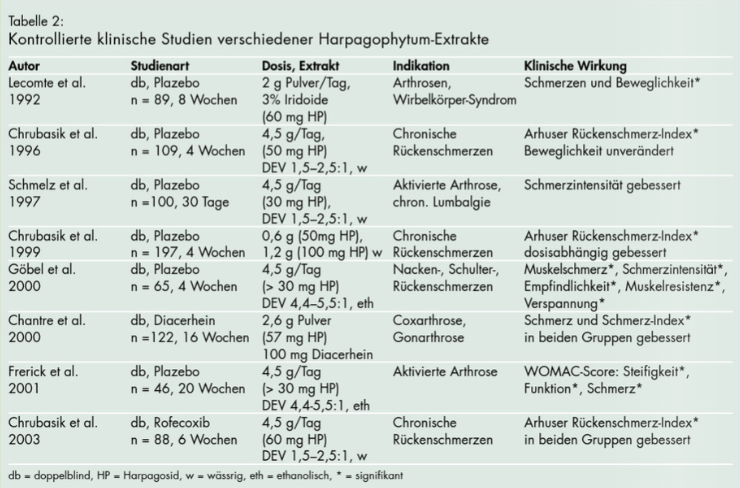 Tabelle 2:
Kontrollierte klinische Studien verschiedener Harpagophytum-Extrakte
Autor Studienart Dosis, Extrakt Indikation Klinische Wirkung
Lecomte et al. db, Plazebo 2 g Pulver/Tag, Arthrosen, Schmerzen und Beweglichkeit*
1992 n = 89, 8 Wochen 3% Iridoide Wirbelkörper-Syndrom
(60 mg HP)
Chrubasik et al. db, Plazebo 4,5 g/Tag, Chronische Arhuser Rückenschmerz-Index*
1996 n = 109, 4 Wochen (50 mg HP) Rückenschmerzen Beweglichkeit unverändert
DEV 1,5–2,5:1, w
Schmelz et al. db, Plazebo 4,5 g/Tag Aktivierte Arthrose, Schmerzintensität gebessert
1997 n =100, 30 Tage (30 mg HP), chron. Lumbalgie
DEV 1,5–2,5:1, w
Chrubasik et al. db, Plazebo 0,6 g (50mg HP), Chronische Arhuser Rückenschmerz-Index*
1999 n = 197, 4 Wochen 1,2 g (100 mg HP) w Rückenschmerzen dosisabhängig gebessert
Göbel et al. db, Plazebo 4,5 g/Tag Nacken-, Schulter-, Muskelschmerz*, Schmerzintensität*,
2000 n = 65, 4 Wochen (> 30 mg HP) Rückenschmerzen Empfindlichkeit*, Muskelresistenz*,
DEV 4,4–5,5:1, eth Verspannung*
Chantre et al. db, Diacerhein 2,6 g Pulver Coxarthrose, Schmerz und Schmerz-Index*
2000 n =122, 16 Wochen (57 mg HP) Gonarthrose in beiden Gruppen gebessert
100 mg Diacerhein
Frerick et al. db, Plazebo 4,5 g/Tag Aktivierte Arthrose WOMAC-Score: Steifigkeit*,
2001 n = 46, 20 Wochen (> 30 mg HP) Funktion*, Schmerz*
DEV 4,4-5,5:1, eth
Chrubasik et al. db, Rofecoxib 4,5 g/Tag Chronische Arhuser Rückenschmerz-Index*
2003 n = 88, 6 Wochen (60 mg HP) Rückenschmerzen in beiden Gruppen gebessert
DEV 1,5–2,5:1, w
db = doppelblind, HP = Harpagosid, w = wässrig, eth = ethanolisch, * = signifikant